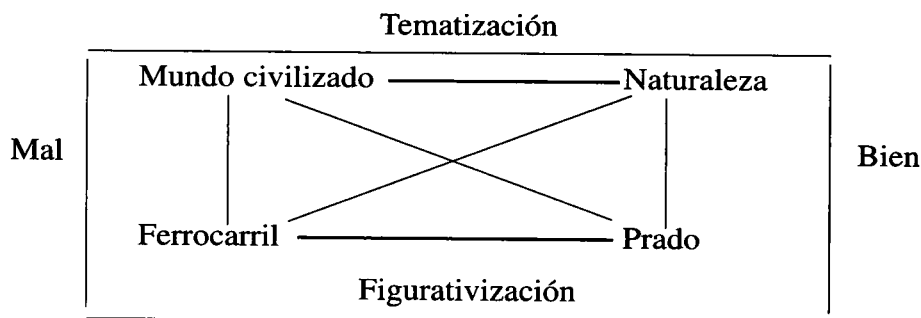 Tematización
Mundo civilizado Naturaleza
Mal Bien
Ferrocarril Prado
Figurativización